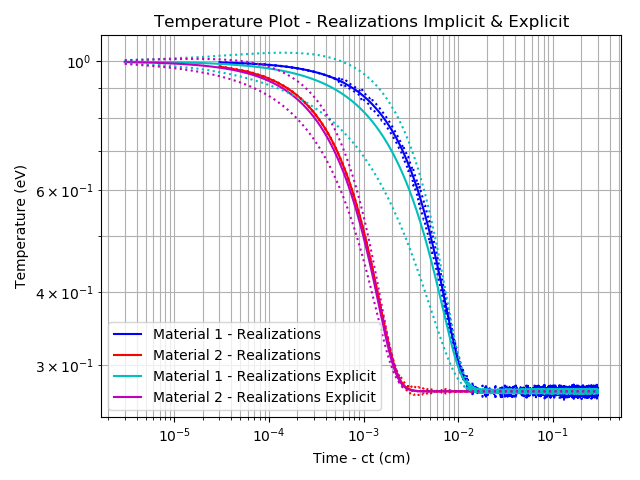 Temperature Plot - Realizations Implicit & Explicit
Temperature (eV)
10⁰
6 × 10⁻¹
4 × 10⁻¹
3 × 10⁻¹
Material 1 - Realizations
Material 2 - Realizations
Material 1 - Realizations Explicit
Material 2 - Realizations Explicit
10⁻⁵ 10⁻⁴ 10⁻³ 10⁻² 10⁻¹
Time - ct (cm)